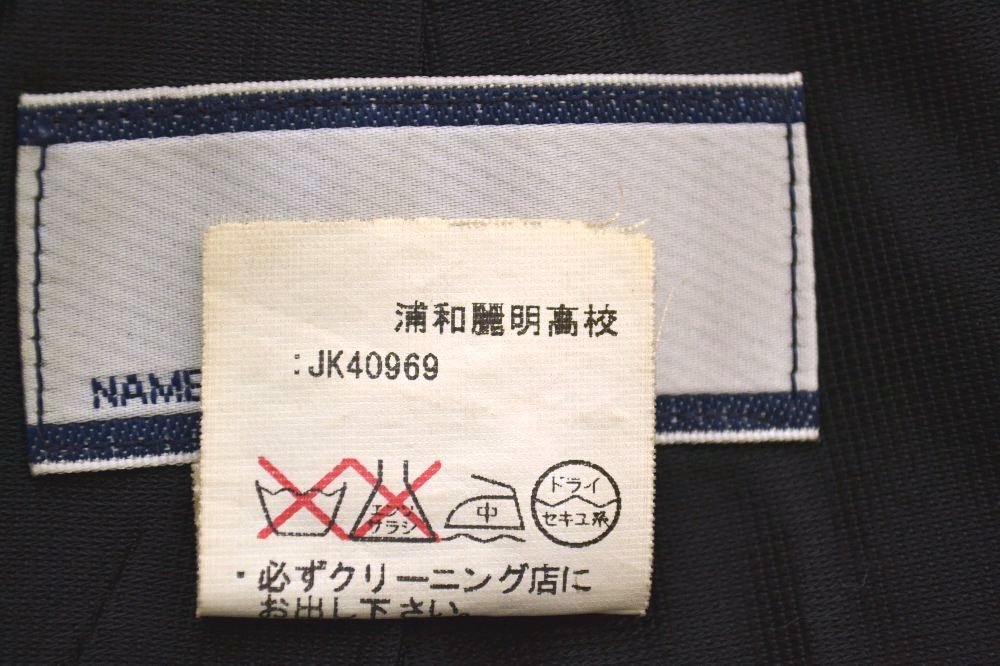 NAME
浦和麗明高校
:JK40969
エンソ
サラシ
中
ドライ
セキユ系
・必ずクリーニング店に
お出し下さい。